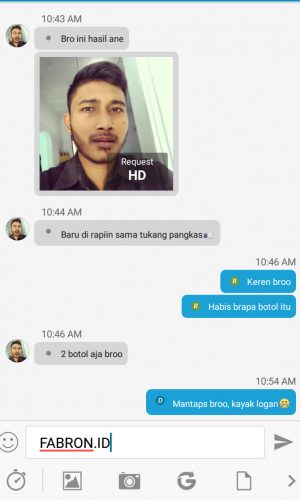 10:43 AM
Bro ini hasil ane
Request
HD
10:44 AM
Baru di rapiin sama tukang pangkas
10:46 AM
R Keren broo
R Habis brapa botol itu
10:46 AM
2 botol aja broo
10:54 AM
D Mantaps broo, kayak logan
FABRON.ID
G